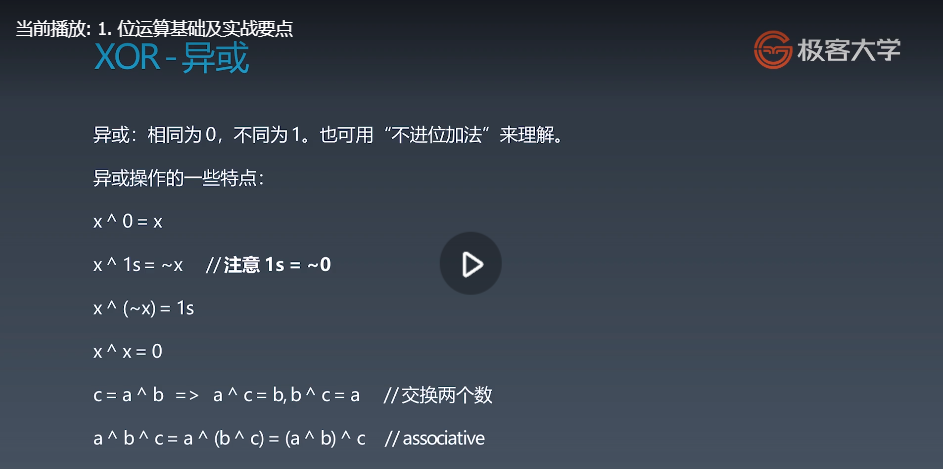 当前播放: 1. 位运算基础及实战要点
XOR - 异或
极客大学
异或：相同为 0，不同为 1。也可用“不进位加法”来理解。
异或操作的一些特点：
x ^ 0 = x
x ^ 1s = ~x // 注意 1s = ~0
x ^ (~x) = 1s
x ^ x = 0
c = a ^ b => a ^ c = b, b ^ c = a // 交换两个数
a ^ b ^ c = a ^ (b ^ c) = (a ^ b) ^ c // associative